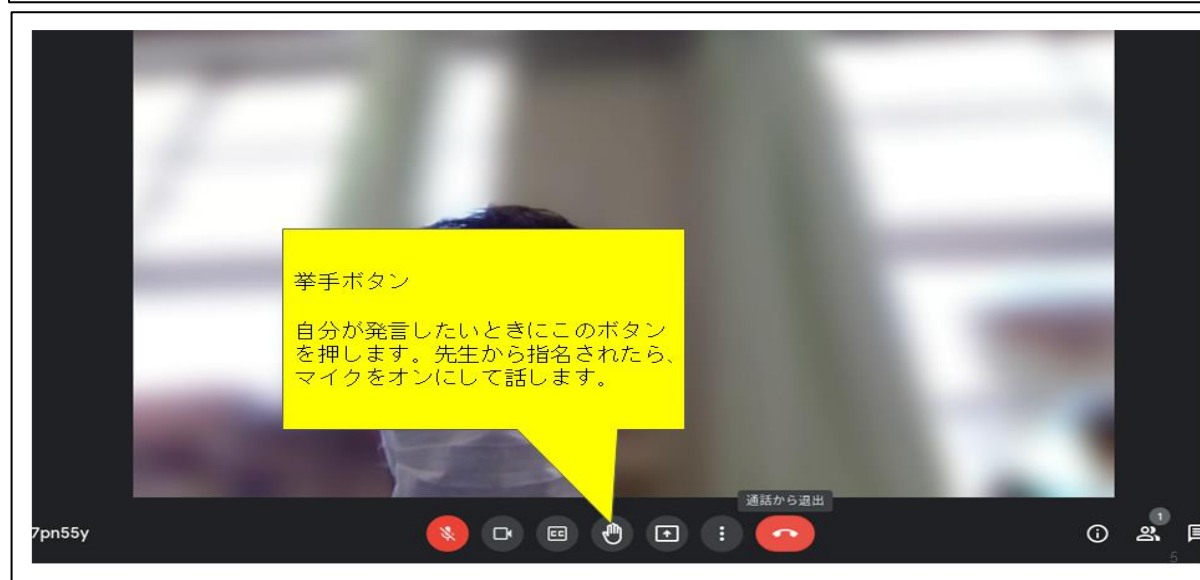 挙手ボタン
自分が発言したいときにこのボタン
を押します。先生から指名されたら、
マイクをオンにして話します。
通話から退出
7pn55y
CC
1
5